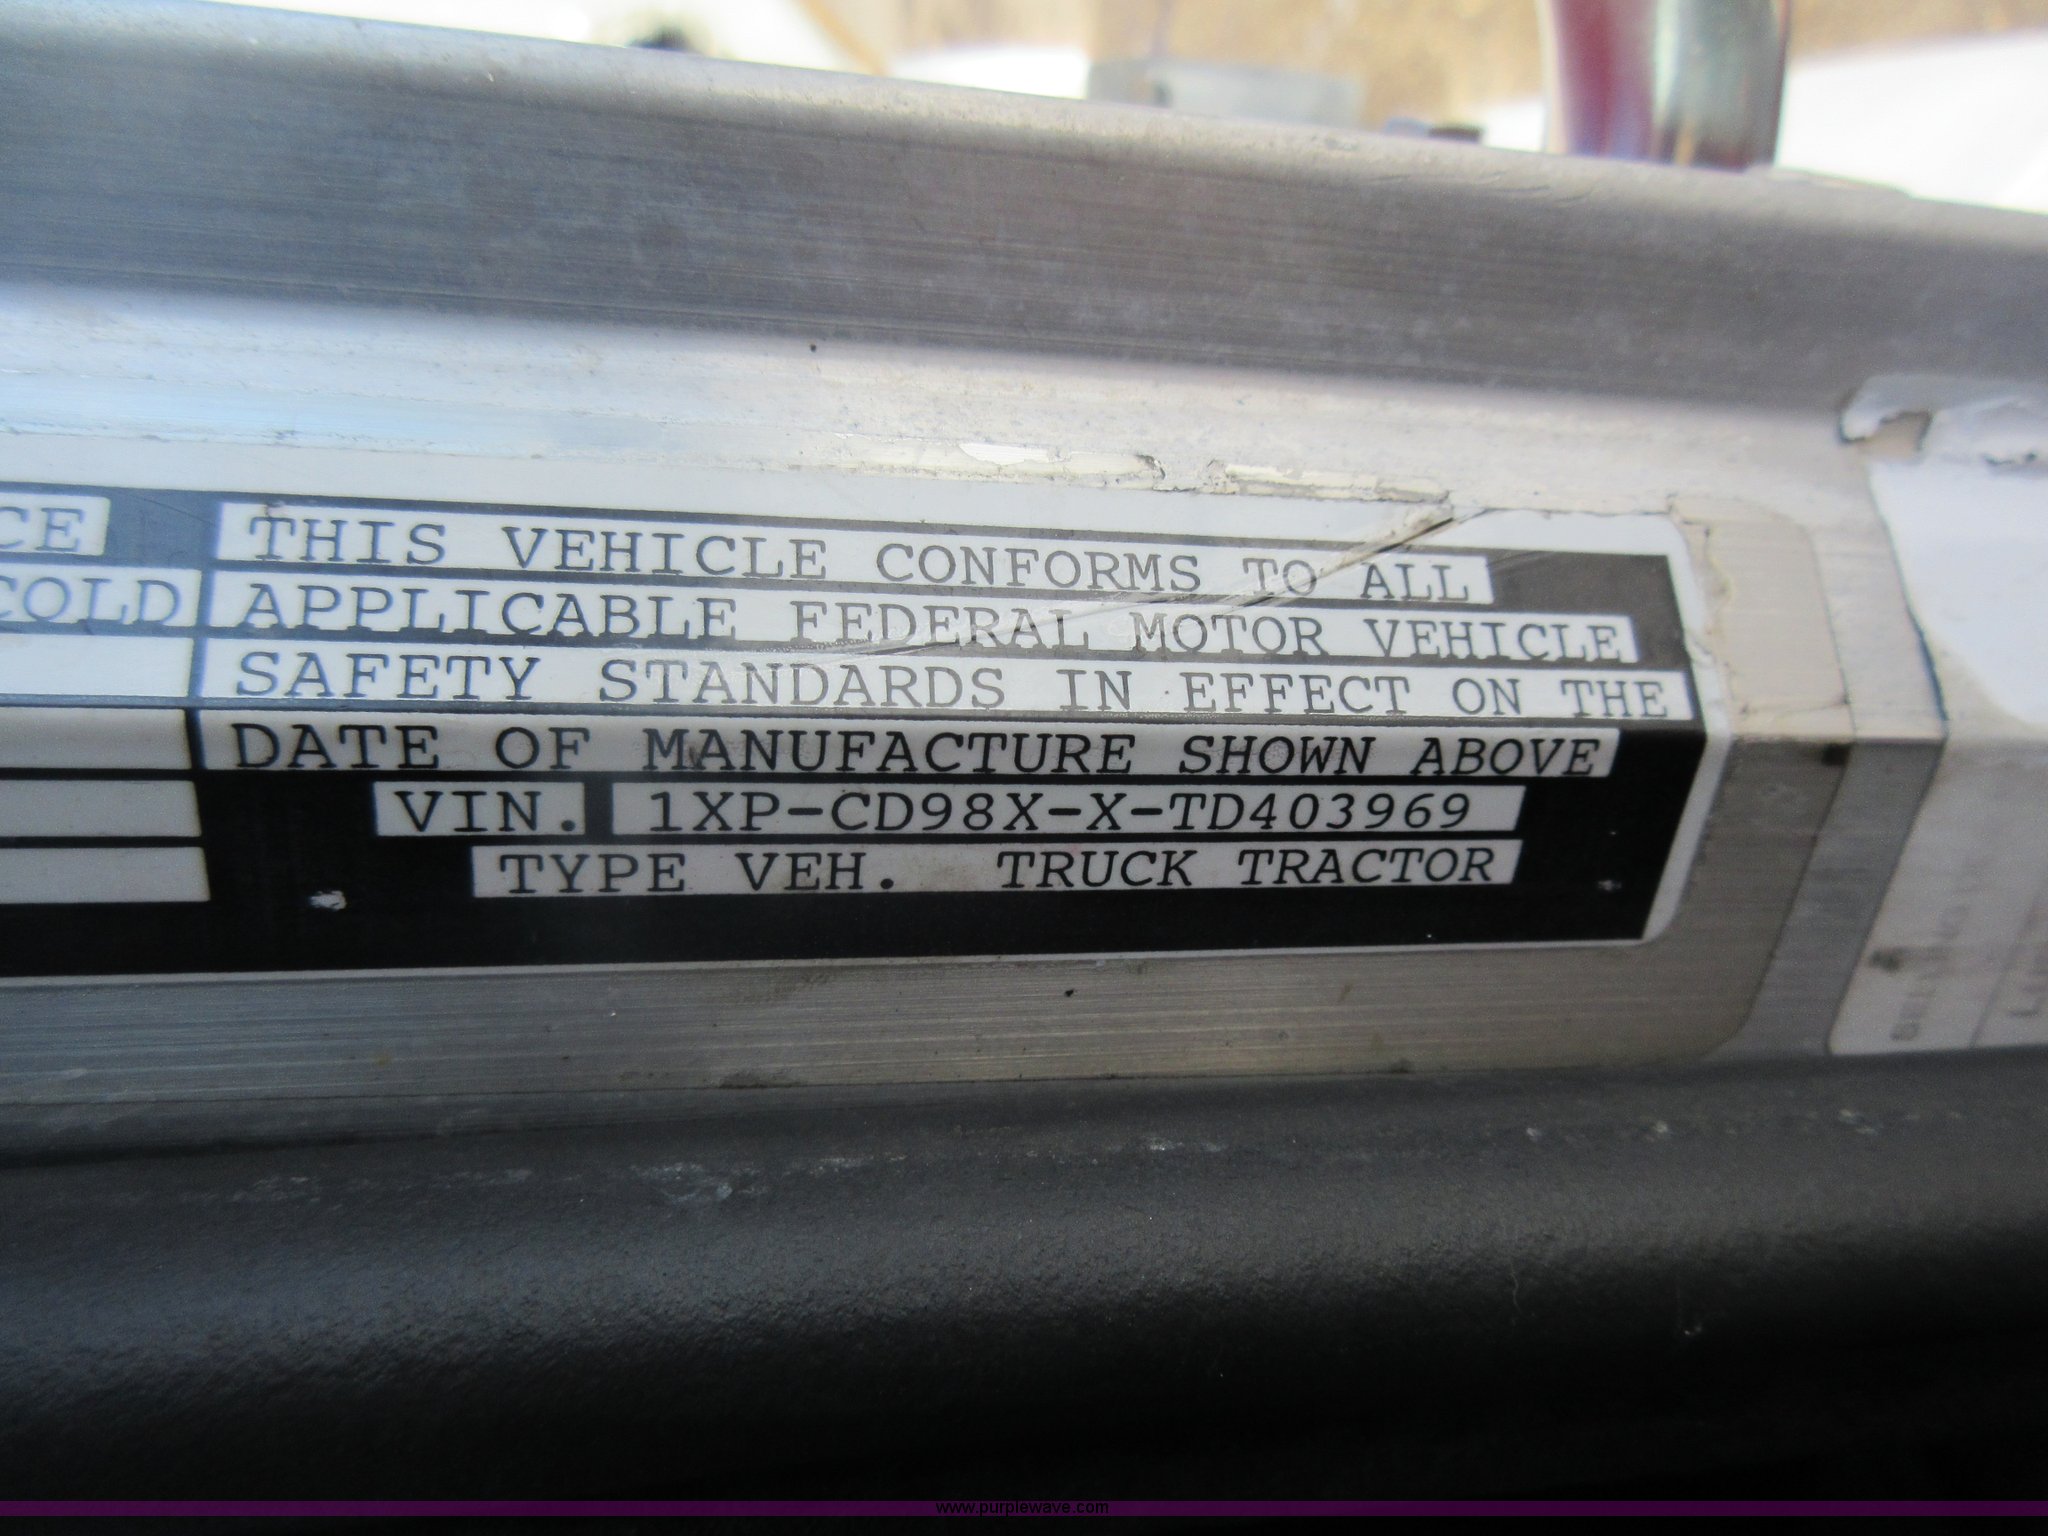 CE
COLD
THIS VEHICLE CONFORMS TO ALL
APPLICABLE FEDERAL MOTOR VEHICLE
SAFETY STANDARDS IN EFFECT ON THE
DATE OF MANUFACTURE SHOWN ABOVE
VIN. 1XP-CD98X-X-TD403969
TYPE VEH. TRUCK TRACTOR
www.purplewave.com